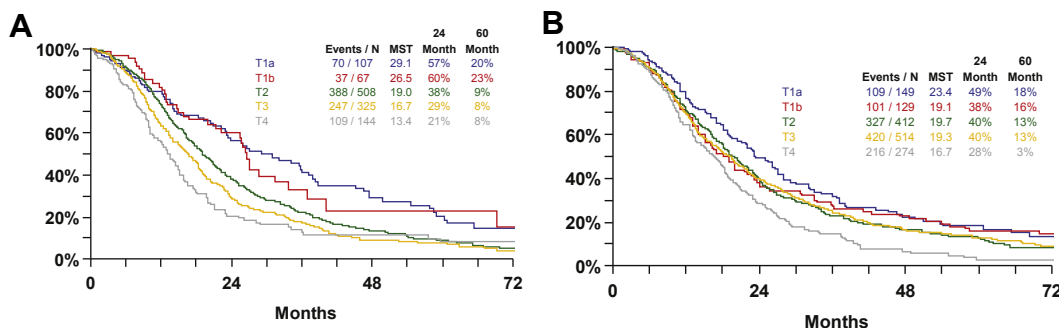 A
24
60
Events / N MST Month Month
T1a 70 / 107 29.1 57% 20%
T1b 37 / 67 26.5 60% 23%
T2 388 / 508 19.0 38% 9%
T3 247 / 325 16.7 29% 8%
T4 109 / 144 13.4 21% 8%
100%
80%
60%
40%
20%
0%
0 24 48 72
Months
B
24 60
Events / N MST Month Month
T1a 109 / 149 23.4 49% 18%
T1b 101 / 129 19.1 38% 16%
T2 327 / 412 19.7 40% 13%
T3 420 / 514 19.3 40% 13%
T4 216 / 274 16.7 28% 3%
100%
80%
60%
40%
20%
0%
0 24 48 72
Months